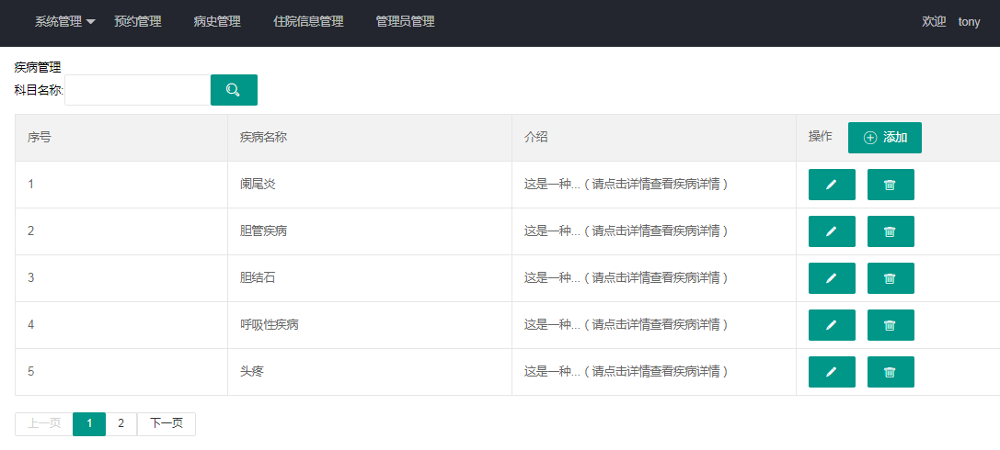 系统管理 预约管理 病史管理 住院信息管理 管理员管理 欢迎 tony
疾病管理
科目名称:
序号 疾病名称 介绍 操作 添加
1 阑尾炎 这是一种...（请点击详情查看疾病详情）
2 胆管疾病 这是一种...（请点击详情查看疾病详情）
3 胆结石 这是一种...（请点击详情查看疾病详情）
4 呼吸性疾病 这是一种...（请点击详情查看疾病详情）
5 头疼 这是一种...（请点击详情查看疾病详情）
上一页 1 2 下一页